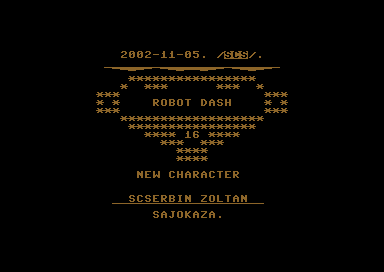 2002-11-05. /SCS/.
ROBOT DASH
16
NEW CHARACTER
SCSERBIN ZOLTAN
SAJOKAZA.